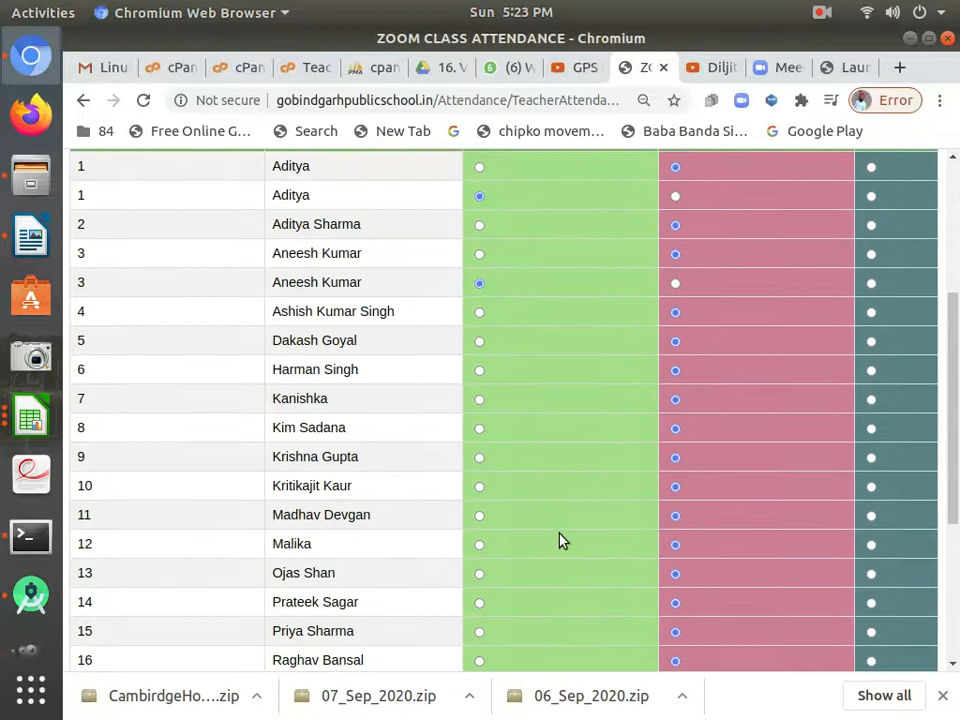 Activities Chromium Web Browser Sun 5:23 PM
ZOOM CLASS ATTENDANCE - Chromium
Linu cPan cPan Teac cpan 16. V (6) W GPS ZO Diljit Mee Laur
Not secure gobindgarhpublicschool.in/Attendance/TeacherAttenda... Error
84 Free Online G... Search New Tab chipko movem... Baba Banda Si... Google Play
1 Aditya
1 Aditya
2 Aditya Sharma
3 Aneesh Kumar
3 Aneesh Kumar
4 Ashish Kumar Singh
5 Dakash Goyal
6 Harman Singh
7 Kanishka
8 Kim Sadana
9 Krishna Gupta
10 Kritikajit Kaur
11 Madhav Devgan
12 Malika
13 Ojas Shan
14 Prateek Sagar
15 Priya Sharma
16 Raghav Bansal
CambirdgeHo....zip 07_Sep_2020.zip 06_Sep_2020.zip Show all